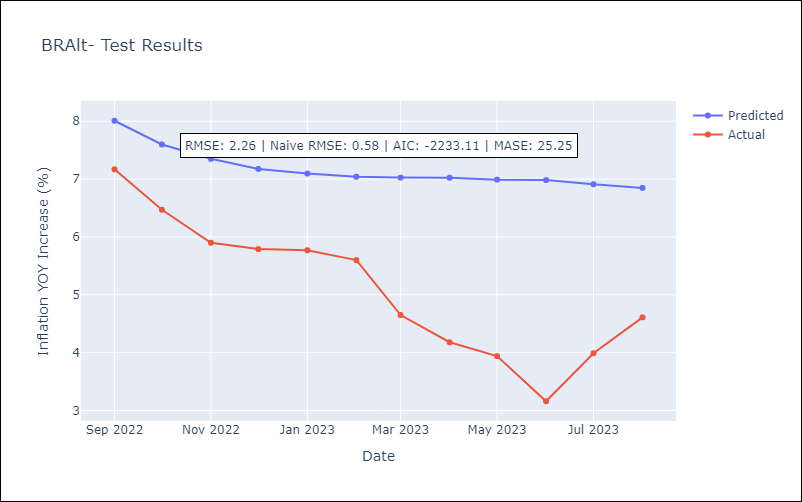 BRAlt- Test Results
Predicted
Actual
RMSE: 2.26 | Naive RMSE: 0.58 | AIC: -2233.11 | MASE: 25.25
Inflation YOY Increase (%)
8
7
6
5
4
3
Sep 2022 Nov 2022 Jan 2023 Mar 2023 May 2023 Jul 2023
Date